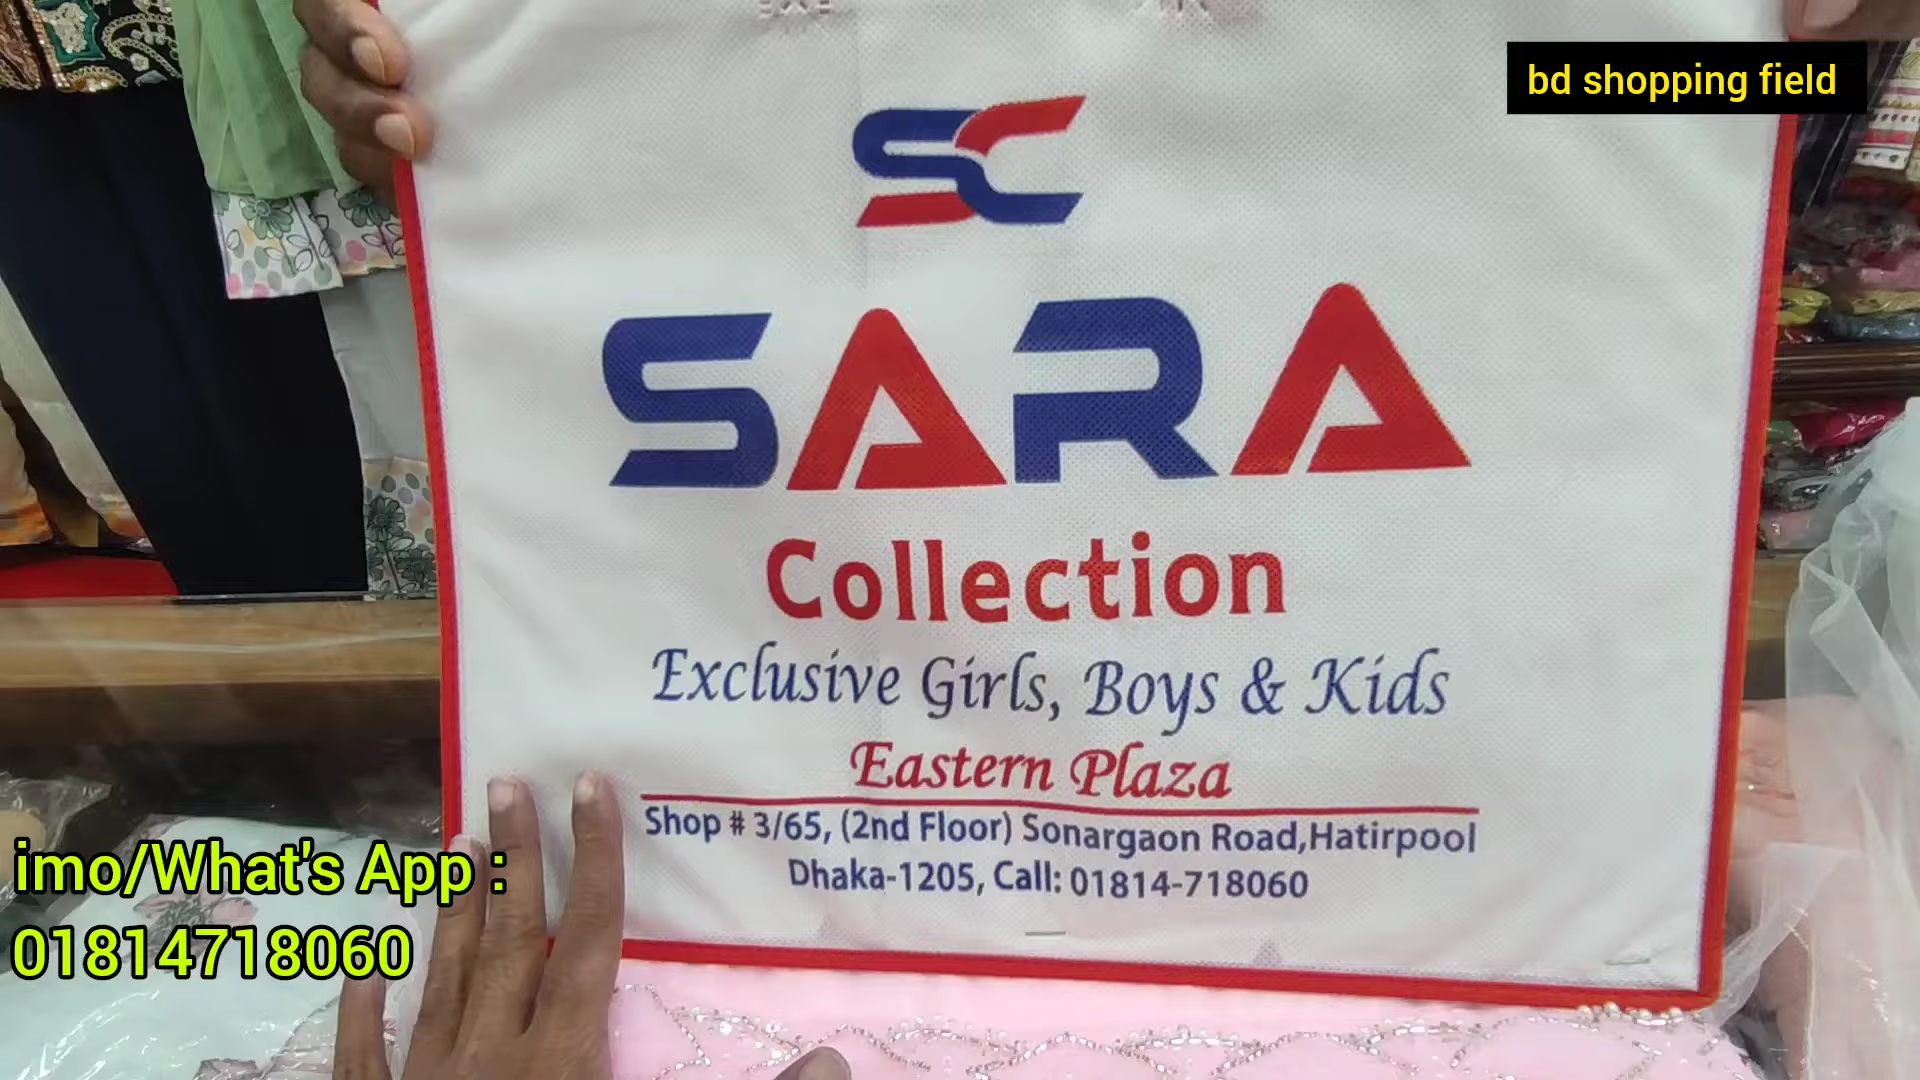 bd shopping field
SC
SARA
Collection
Exclusive Girls, Boys & Kids
Eastern Plaza
Shop # 3/65, (2nd Floor) Sonargaon Road,Hatirpool
Dhaka-1205, Call: 01814-718060
imo/What's App :
01814718060